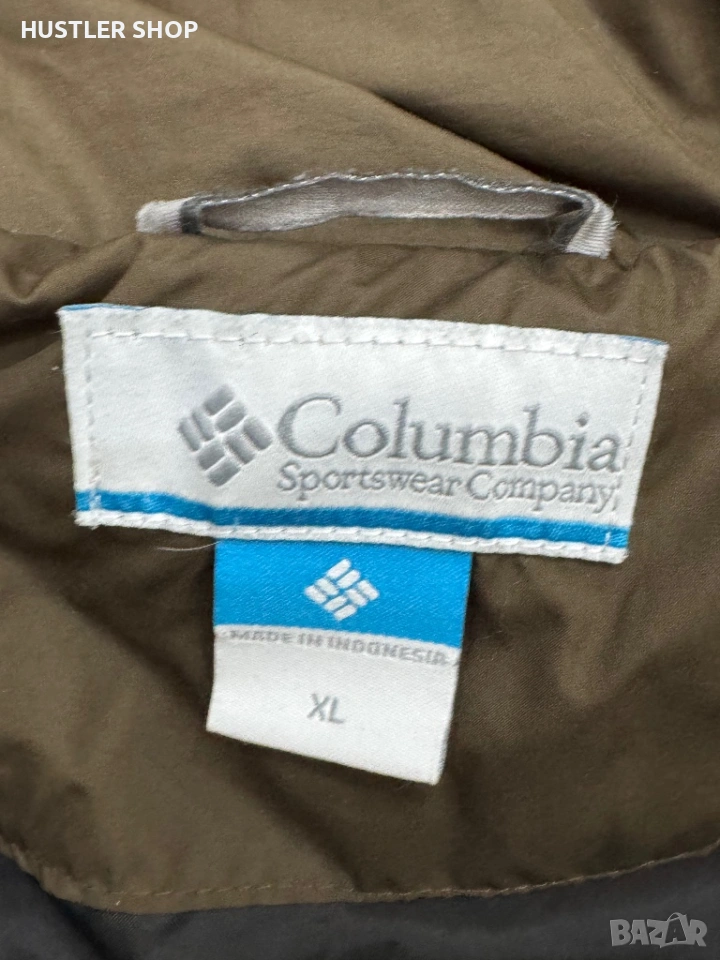 HUSTLER SHOP
Columbia
Sportswear Company
MADE IN INDONESIA
XL
BAZAR